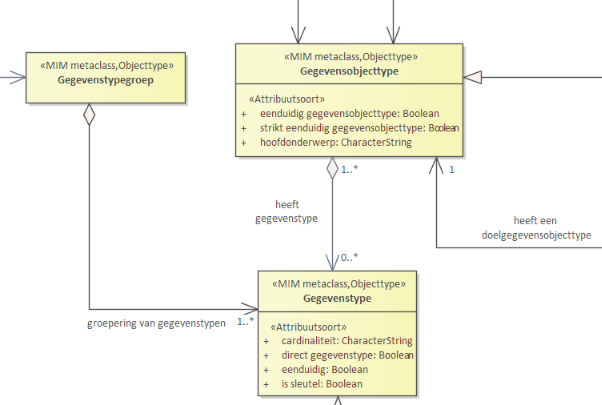 «MIM metaclass,Objecttype»
Gegevenstypegroep
«MIM metaclass,Objecttype»
Gegevensobjecttype
«Attribuutsoort»
+ eenduidig gegevensobjecttype: Boolean
+ strikt eenduidig gegevensobjecttype: Boolean
+ hoofdonderwerp: CharacterString
1..*
1
heeft
gegevenstype
heeft een
doelgegevensobjecttype
0..*
«MIM metaclass,Objecttype»
Gegevenstype
groepering van gegevenstypen
1..*
«Attribuutsoort»
+ cardinaliteit: CharacterString
+ direct gegevenstype: Boolean
+ eenduidig: Boolean
+ is sleutel: Boolean